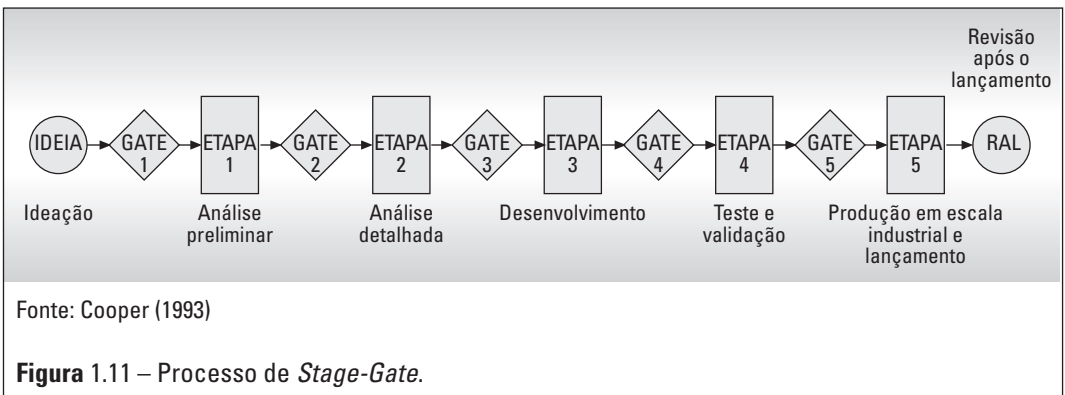 Revisão
após o
lançamento
IDEIA
GATE
1
ETAPA
1
GATE
2
ETAPA
2
GATE
3
ETAPA
3
GATE
4
ETAPA
4
GATE
5
ETAPA
5
RAL
Ideação
Análise
preliminar
Análise
detalhada
Desenvolvimento
Teste e
validação
Produção em escala
industrial e
lançamento
Fonte: Cooper (1993)
Figura 1.11 – Processo de Stage-Gate.